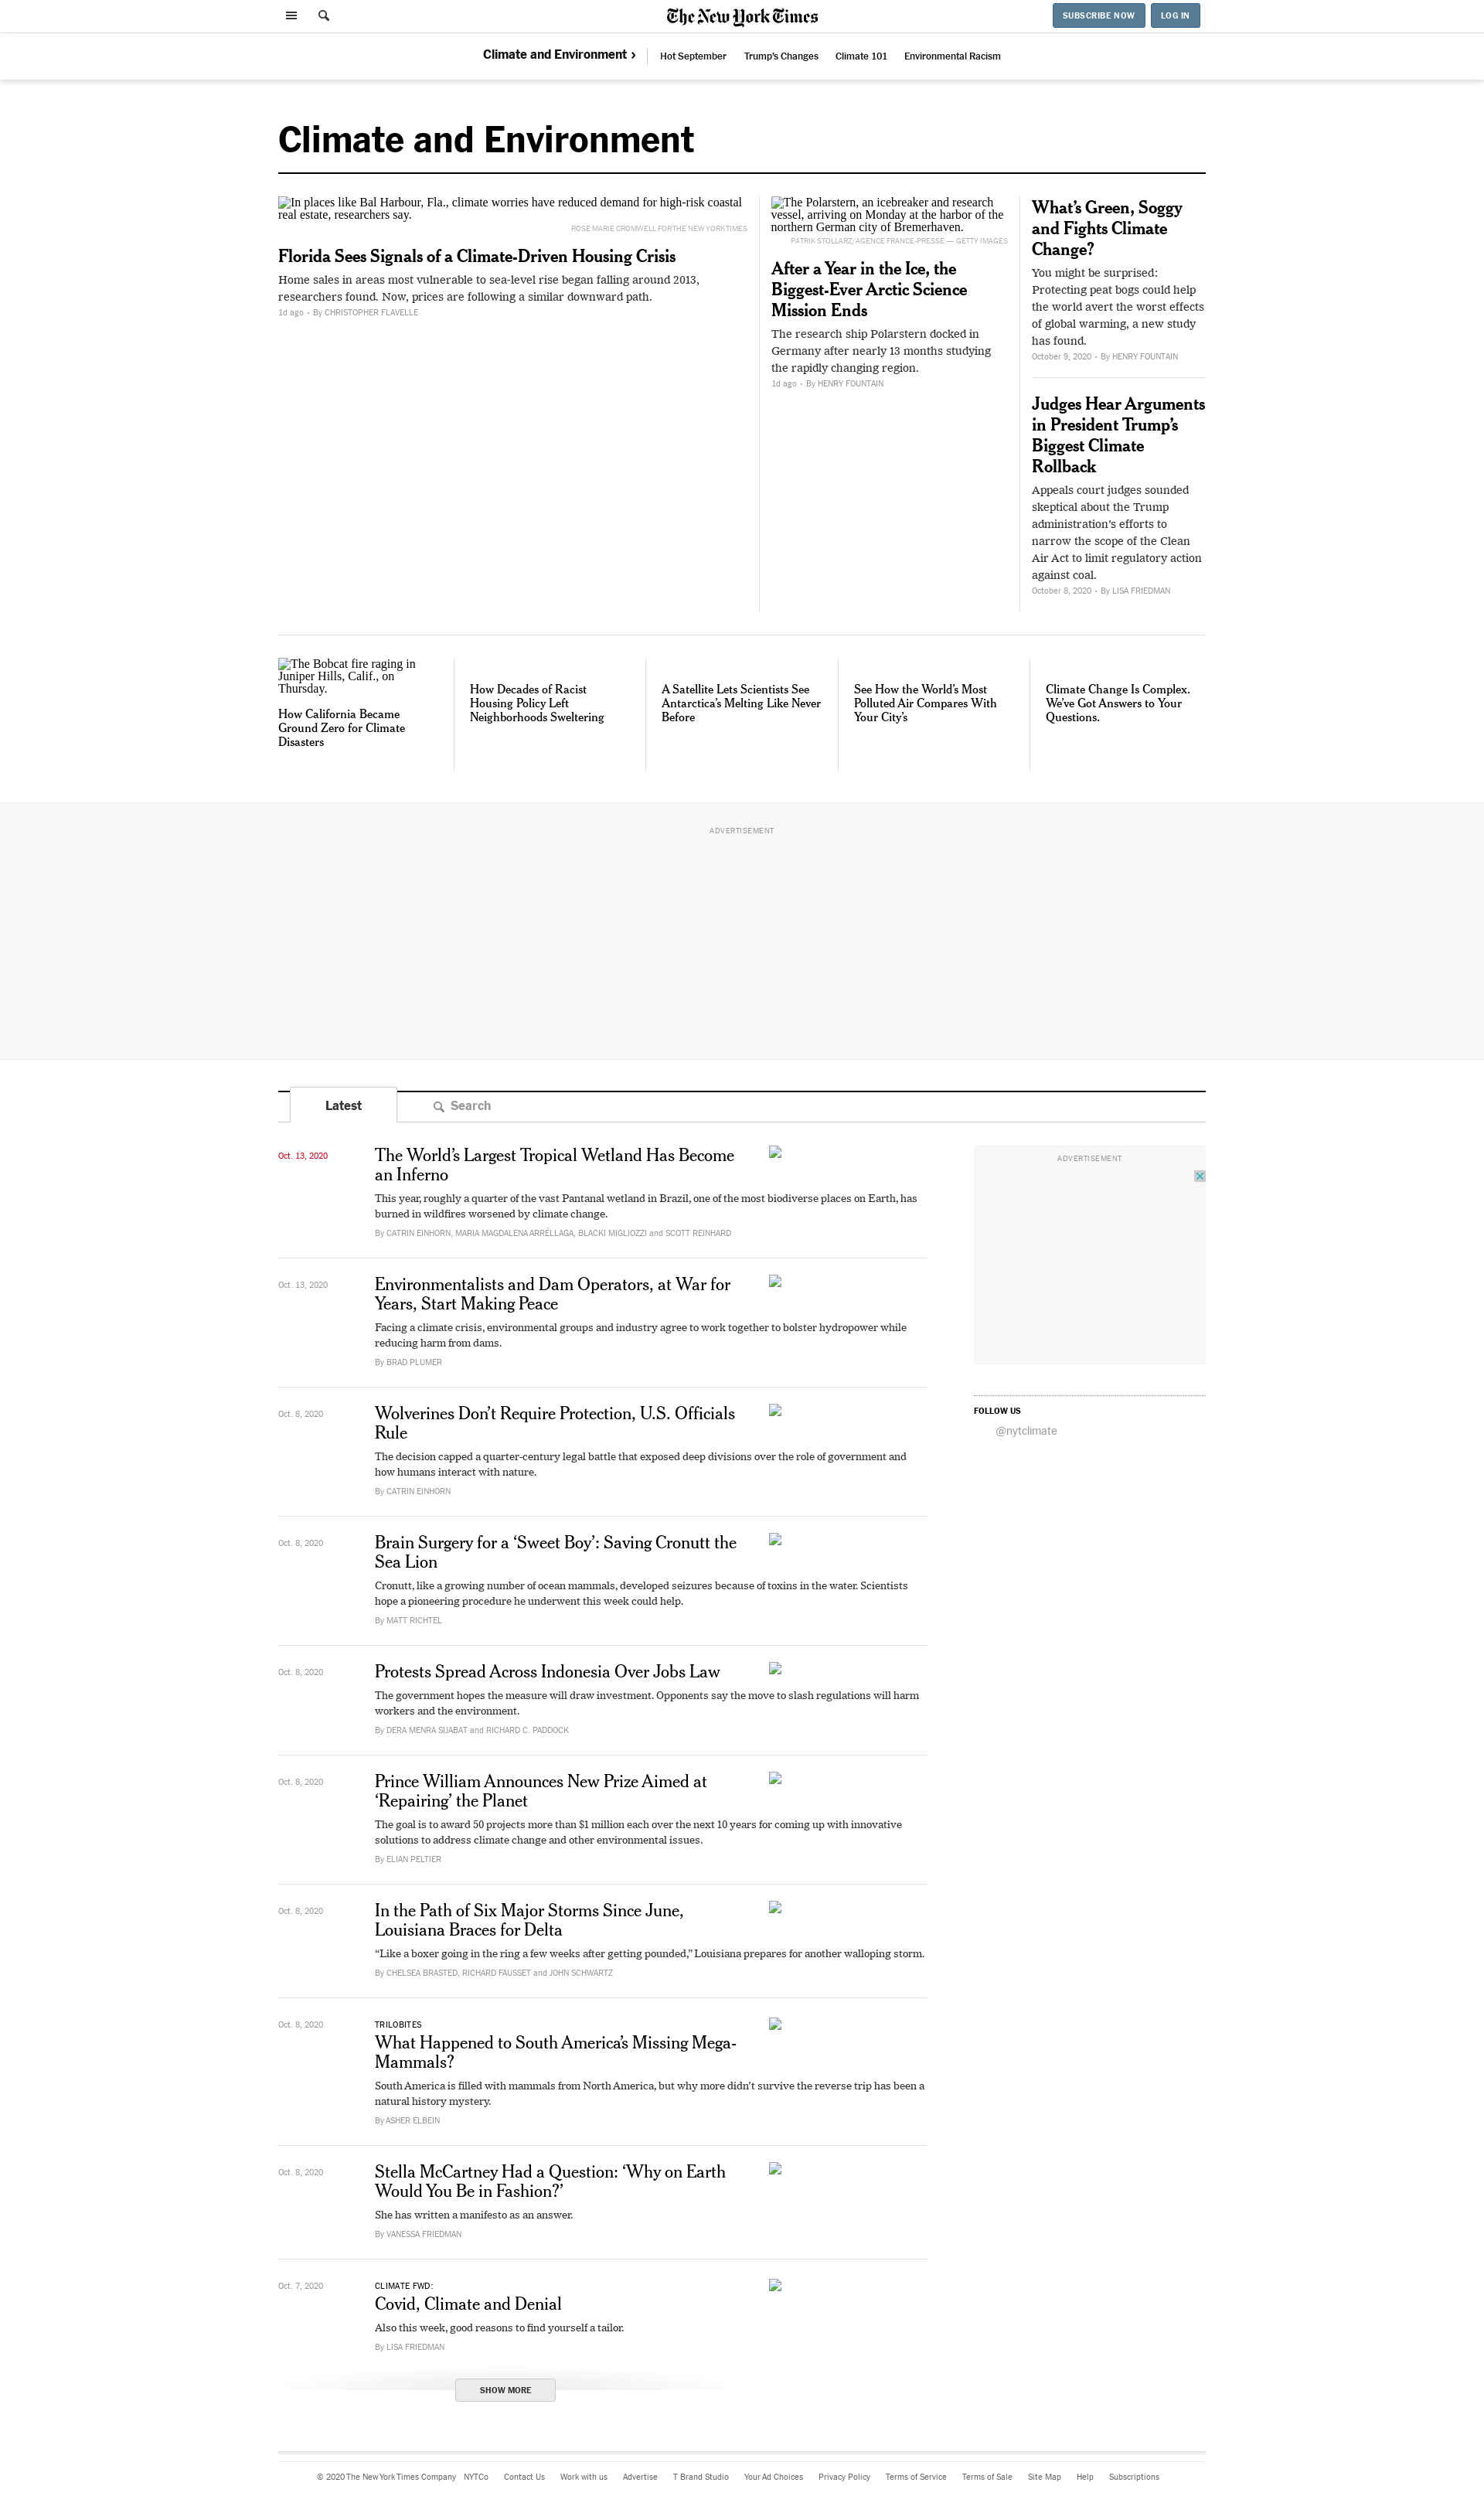 The New York Times
SUBSCRIBE NOW
LOG IN
Climate and Environment ›
Hot September
Trump's Changes
Climate 101
Environmental Racism
Climate and Environment
In places like Bal Harbour, Fla., climate worries have reduced demand for high-risk coastal
real estate, researchers say.
ROSE MARIE CROMWELL FOR THE NEW YORK TIMES
Florida Sees Signals of a Climate-Driven Housing Crisis
Home sales in areas most vulnerable to sea-level rise began falling around 2013,
researchers found. Now, prices are following a similar downward path.
1d ago • By CHRISTOPHER FLAVELLE
The Polarstern, an icebreaker and research
vessel, arriving on Monday at the harbor of the
northern German city of Bremerhaven.
PATRIK STOLLARZ/AGENCE FRANCE-PRESSE — GETTY IMAGES
After a Year in the Ice, the
Biggest-Ever Arctic Science
Mission Ends
The research ship Polarstern docked in
Germany after nearly 13 months studying
the rapidly changing region.
1d ago • By HENRY FOUNTAIN
What's Green, Soggy
and Fights Climate
Change?
You might be surprised:
Protecting peat bogs could help
the world avert the worst effects
of global warming, a new study
has found.
October 9, 2020 • By HENRY FOUNTAIN
Judges Hear Arguments
in President Trump's
Biggest Climate
Rollback
Appeals court judges sounded
skeptical about the Trump
administration's efforts to
narrow the scope of the Clean
Air Act to limit regulatory action
against coal.
October 8, 2020 • By LISA FRIEDMAN
The Bobcat fire raging in
Juniper Hills, Calif., on
Thursday.
How California Became
Ground Zero for Climate
Disasters
How Decades of Racist
Housing Policy Left
Neighborhoods Sweltering
A Satellite Lets Scientists See
Antarctica's Melting Like Never
Before
See How the World's Most
Polluted Air Compares With
Your City's
Climate Change Is Complex.
We've Got Answers to Your
Questions.
ADVERTISEMENT
Latest
Search
Oct. 13, 2020
The World's Largest Tropical Wetland Has Become
an Inferno
This year, roughly a quarter of the vast Pantanal wetland in Brazil, one of the most biodiverse places on Earth, has
burned in wildfires worsened by climate change.
By CATRIN EINHORN, MARIA MAGDALENA ARRÉLLAGA, BLACKI MIGLIOZZI and SCOTT REINHARD
ADVERTISEMENT
Oct. 13, 2020
Environmentalists and Dam Operators, at War for
Years, Start Making Peace
Facing a climate crisis, environmental groups and industry agree to work together to bolster hydropower while
reducing harm from dams.
By BRAD PLUMER
FOLLOW US
@nytclimate
Oct. 8, 2020
Wolverines Don't Require Protection, U.S. Officials
Rule
The decision capped a quarter-century legal battle that exposed deep divisions over the role of government and
how humans interact with nature.
By CATRIN EINHORN
Oct. 8, 2020
Brain Surgery for a 'Sweet Boy': Saving Cronutt the
Sea Lion
Cronutt, like a growing number of ocean mammals, developed seizures because of toxins in the water. Scientists
hope a pioneering procedure he underwent this week could help.
By MATT RICHTEL
Oct. 8, 2020
Protests Spread Across Indonesia Over Jobs Law
The government hopes the measure will draw investment. Opponents say the move to slash regulations will harm
workers and the environment.
By DERA MENRA SIJABAT and RICHARD C. PADDOCK
Oct. 8, 2020
Prince William Announces New Prize Aimed at
'Repairing' the Planet
The goal is to award 50 projects more than $1 million each over the next 10 years for coming up with innovative
solutions to address climate change and other environmental issues.
By ELIAN PELTIER
Oct. 8, 2020
In the Path of Six Major Storms Since June,
Louisiana Braces for Delta
“Like a boxer going in the ring a few weeks after getting pounded,” Louisiana prepares for another walloping storm.
By CHELSEA BRASTED, RICHARD FAUSSET and JOHN SCHWARTZ
Oct. 8, 2020
TRILOBITES
What Happened to South America's Missing Mega-
Mammals?
South America is filled with mammals from North America, but why more didn't survive the reverse trip has been a
natural history mystery.
By ASHER ELBEIN
Oct. 8, 2020
Stella McCartney Had a Question: 'Why on Earth
Would You Be in Fashion?'
She has written a manifesto as an answer.
By VANESSA FRIEDMAN
Oct. 7, 2020
CLIMATE FWD:
Covid, Climate and Denial
Also this week, good reasons to find yourself a tailor.
By LISA FRIEDMAN
SHOW MORE
© 2020 The New York Times Company NYTCo Contact Us Work with us Advertise T Brand Studio Your Ad Choices Privacy Policy Terms of Service Terms of Sale Site Map Help Subscriptions